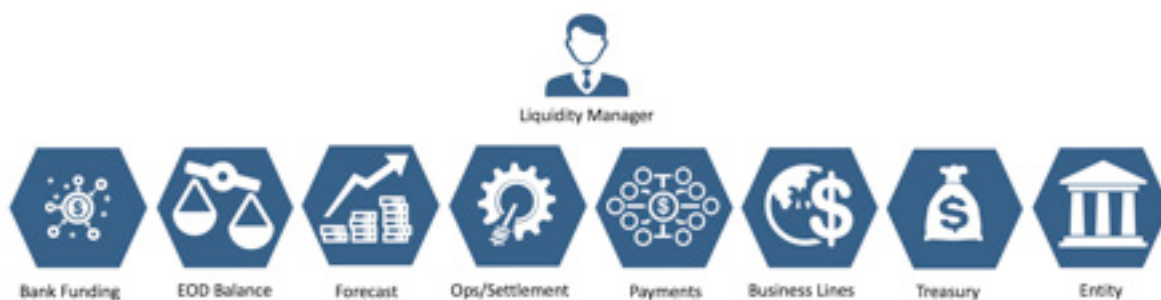 Liquidity Manager
Bank Funding
EOD Balance
Forecast
Ops/Settlement
Payments
Business Lines
Treasury
Entity